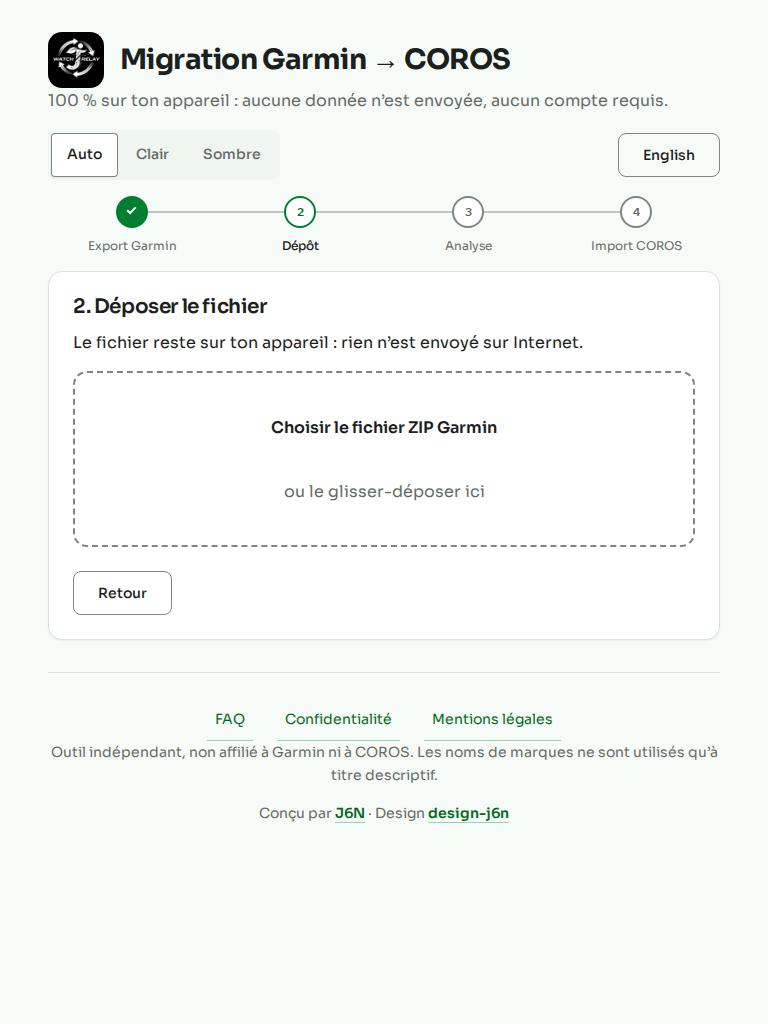 WATCH RELAY
Migration Garmin → COROS
100 % sur ton appareil : aucune donnée n’est envoyée, aucun compte requis.
Auto Clair Sombre English
2 3 4
Export Garmin Dépôt Analyse Import COROS
2. Déposer le fichier
Le fichier reste sur ton appareil : rien n’est envoyé sur Internet.
Choisir le fichier ZIP Garmin
ou le glisser-déposer ici
Retour
FAQ Confidentialité Mentions légales
Outil indépendant, non affilié à Garmin ni à COROS. Les noms de marques ne sont utilisés qu’à
titre descriptif.
Conçu par J6N · Design design-j6n